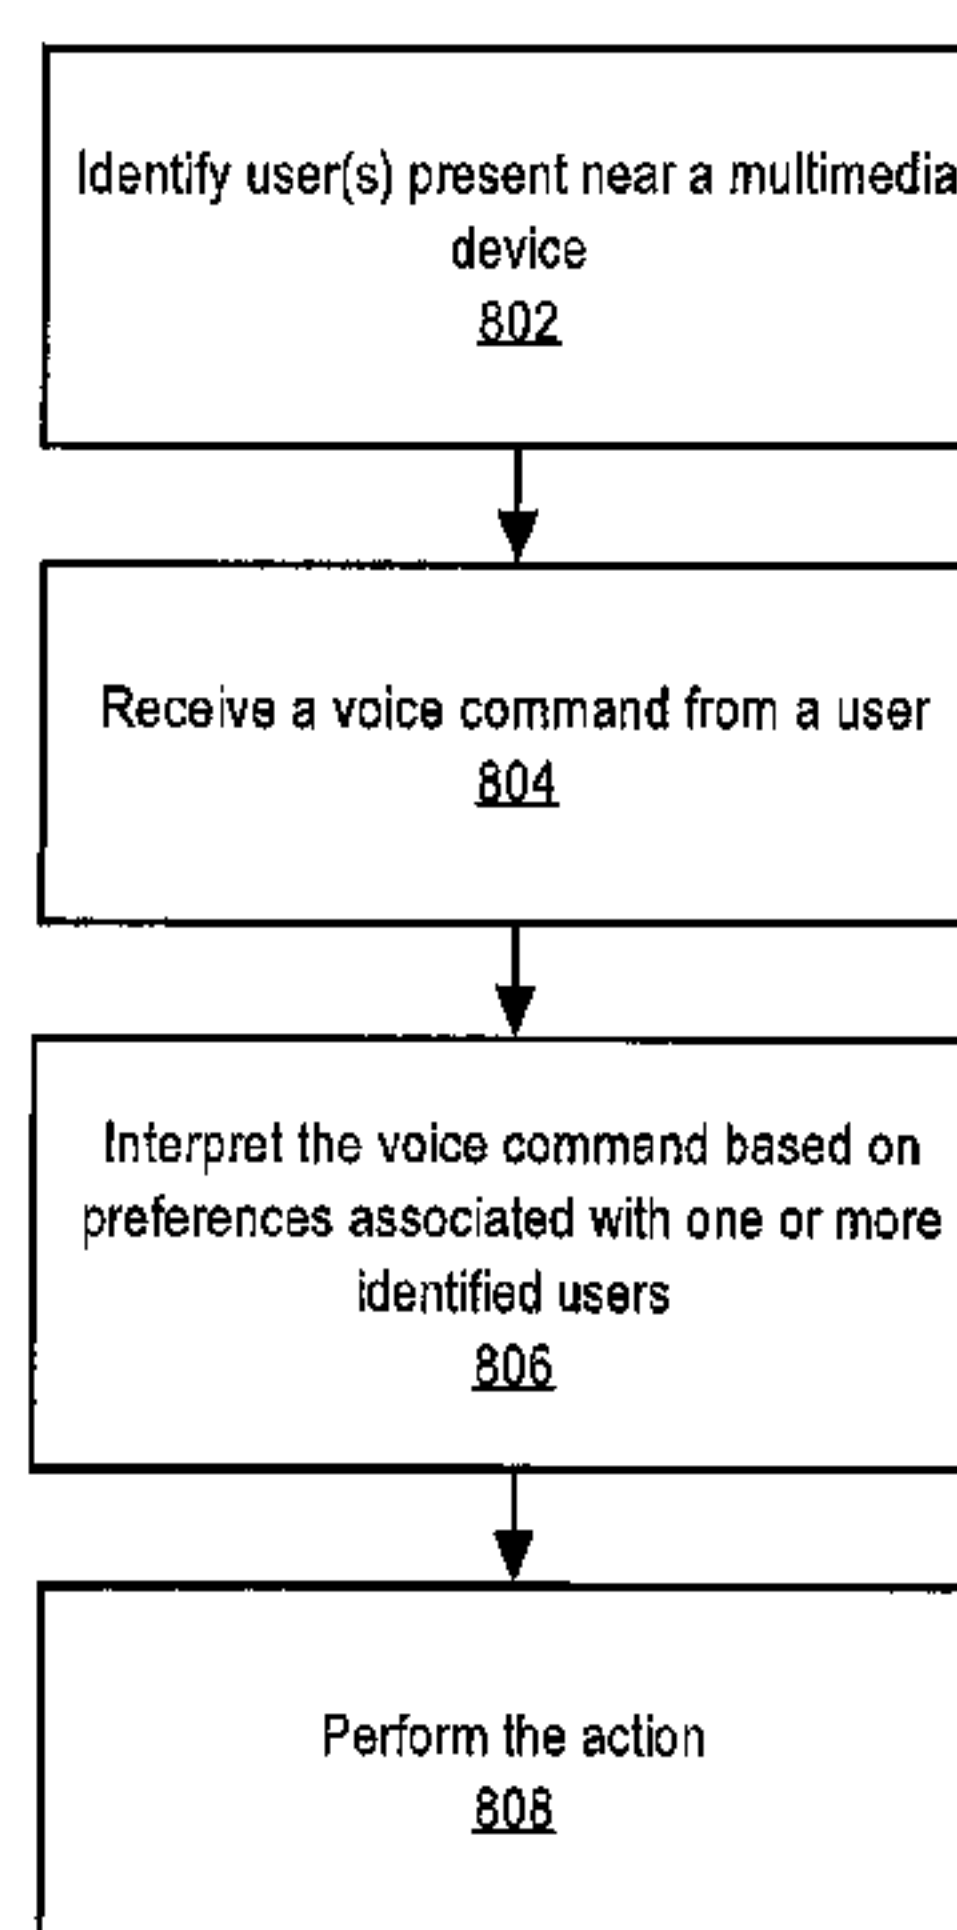 Identify user(s) present near a multimedia
device
802
Receive a voice command from a user
804
Interpret the voice command based on
preferences associated with one or more
identified users
806
Perform the action
808